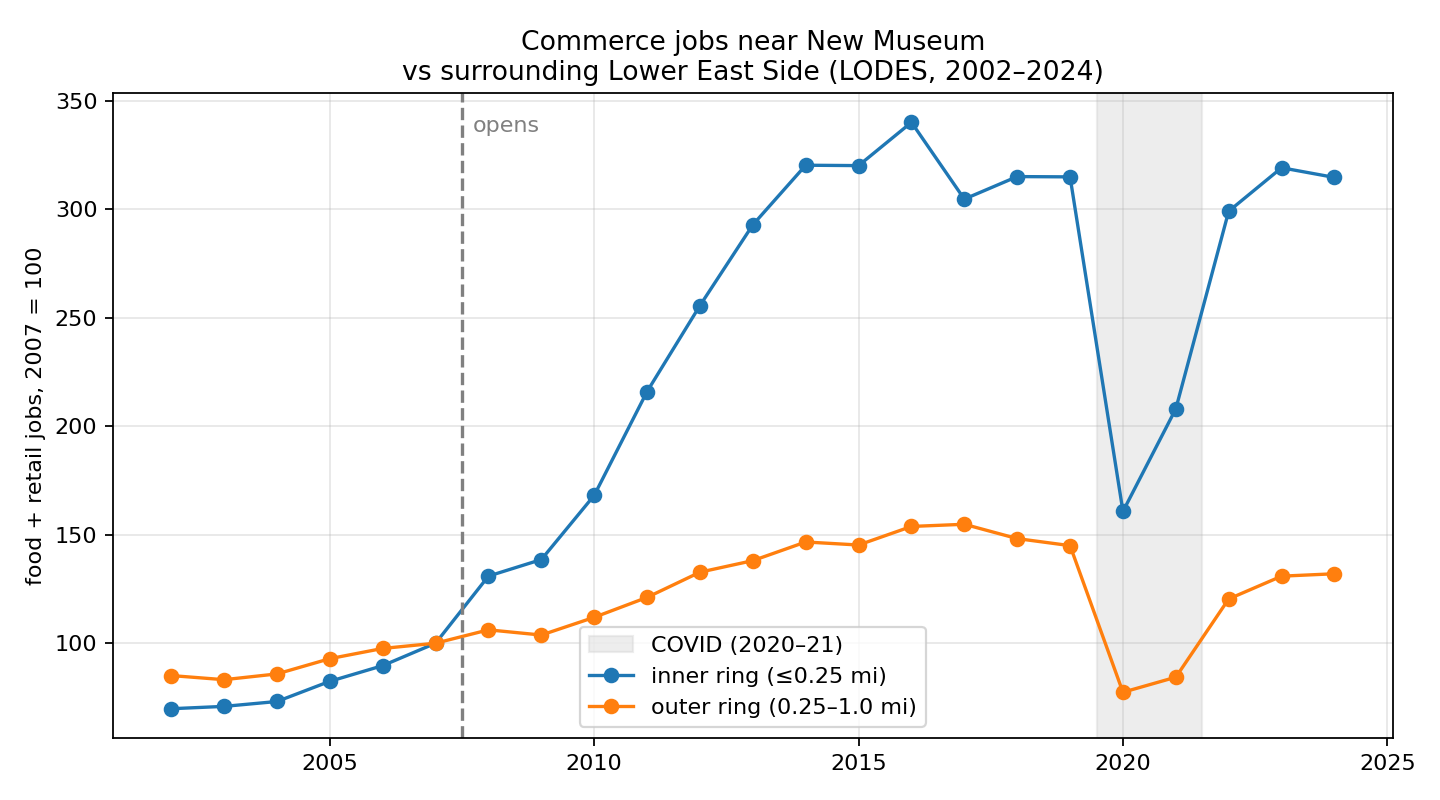 Commerce jobs near New Museum
vs surrounding Lower East Side (LODES, 2002–2024)
food + retail jobs, 2007 = 100
350
300
250
200
150
100
opens
COVID (2020–21)
inner ring (≤0.25 mi)
outer ring (0.25–1.0 mi)
2005
2010
2015
2020
2025